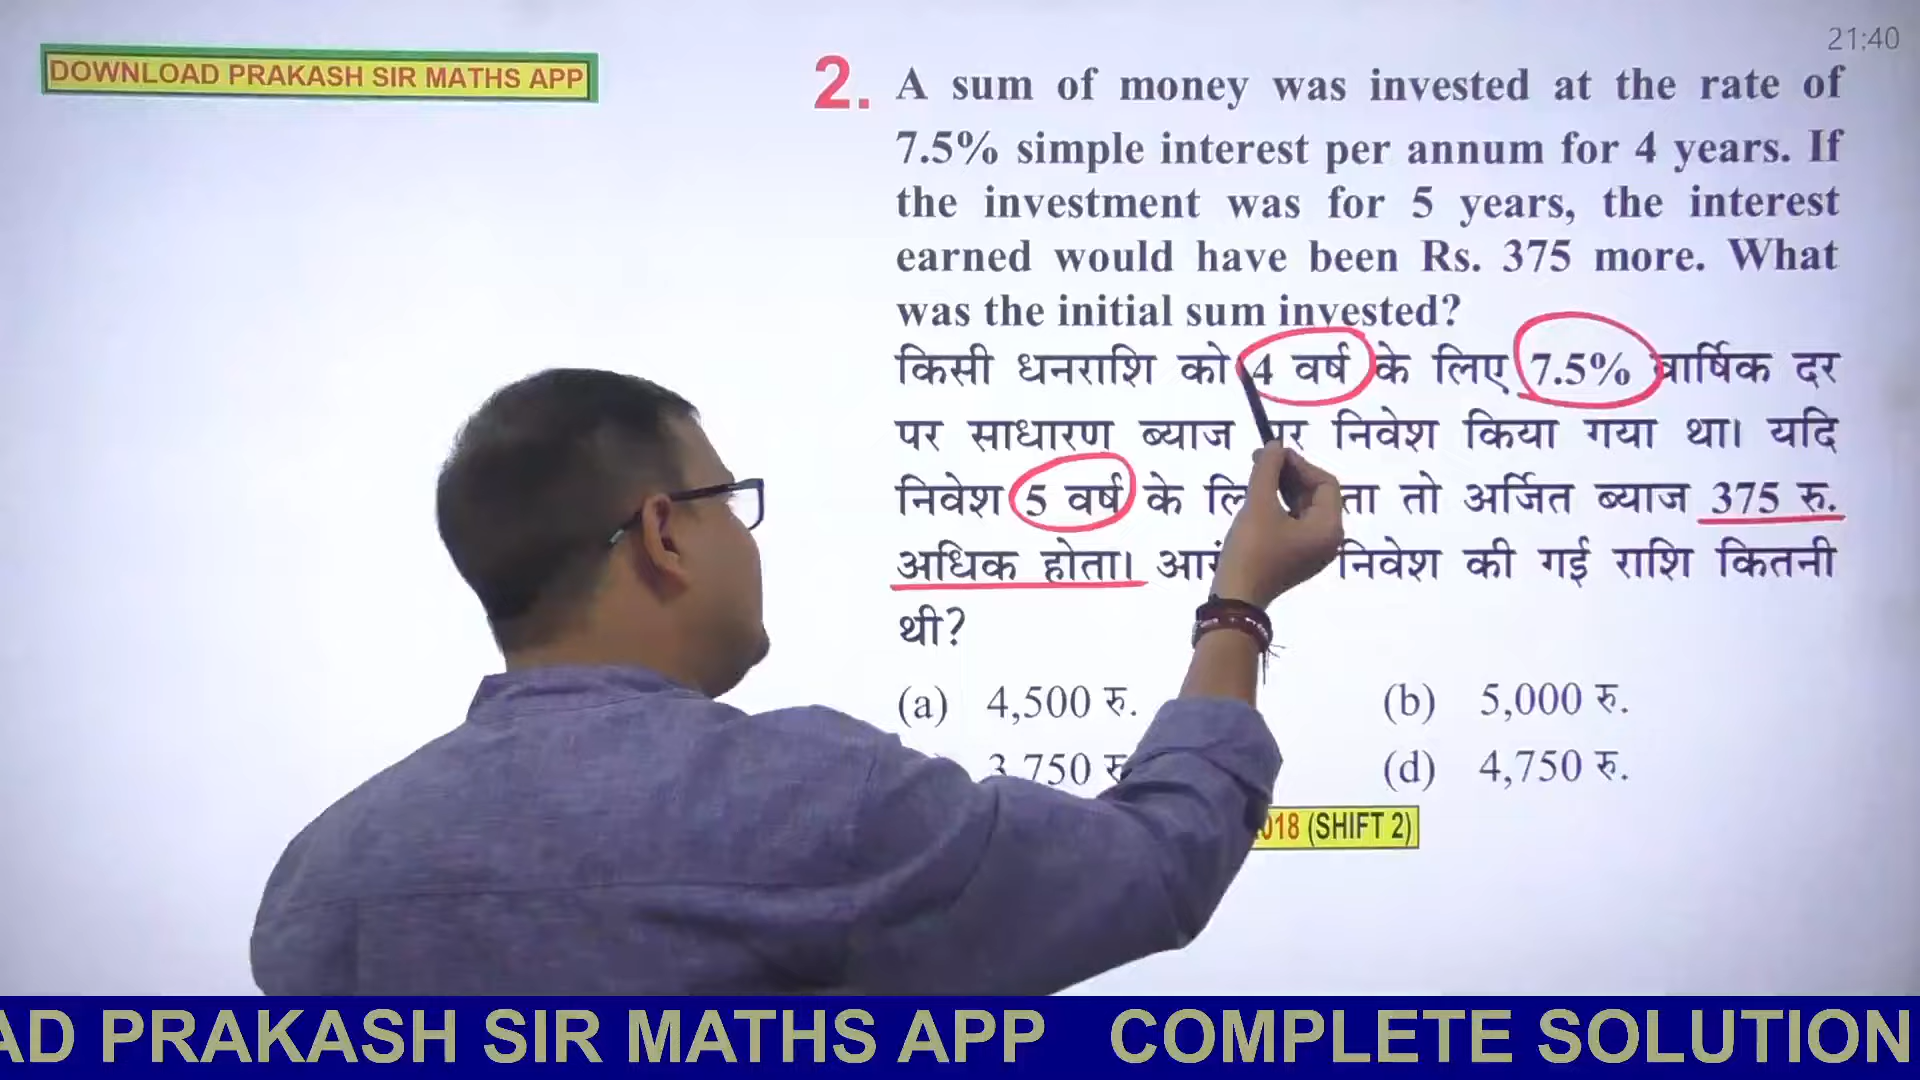 21:40
DOWNLOAD PRAKASH SIR MATHS APP
2. A sum of money was invested at the rate of
7.5% simple interest per annum for 4 years. If
the investment was for 5 years, the interest
earned would have been Rs. 375 more. What
was the initial sum invested?
किसी धनराशि को 4 वर्ष के लिए 7.5% वार्षिक दर
पर साधारण ब्याज पर निवेश किया गया था। यदि
निवेश 5 वर्ष के तो अर्जित ब्याज 375 रु.
अधिक होता। निवेश की गई राशि कितनी
थी?
(a) 4,500 रु. (b) 5,000 रु.
3,750 रु (d) 4,750 रु.
(SHIFT 2)
PRAKASH SIR MATHS APP COMPLETE SOLUTION